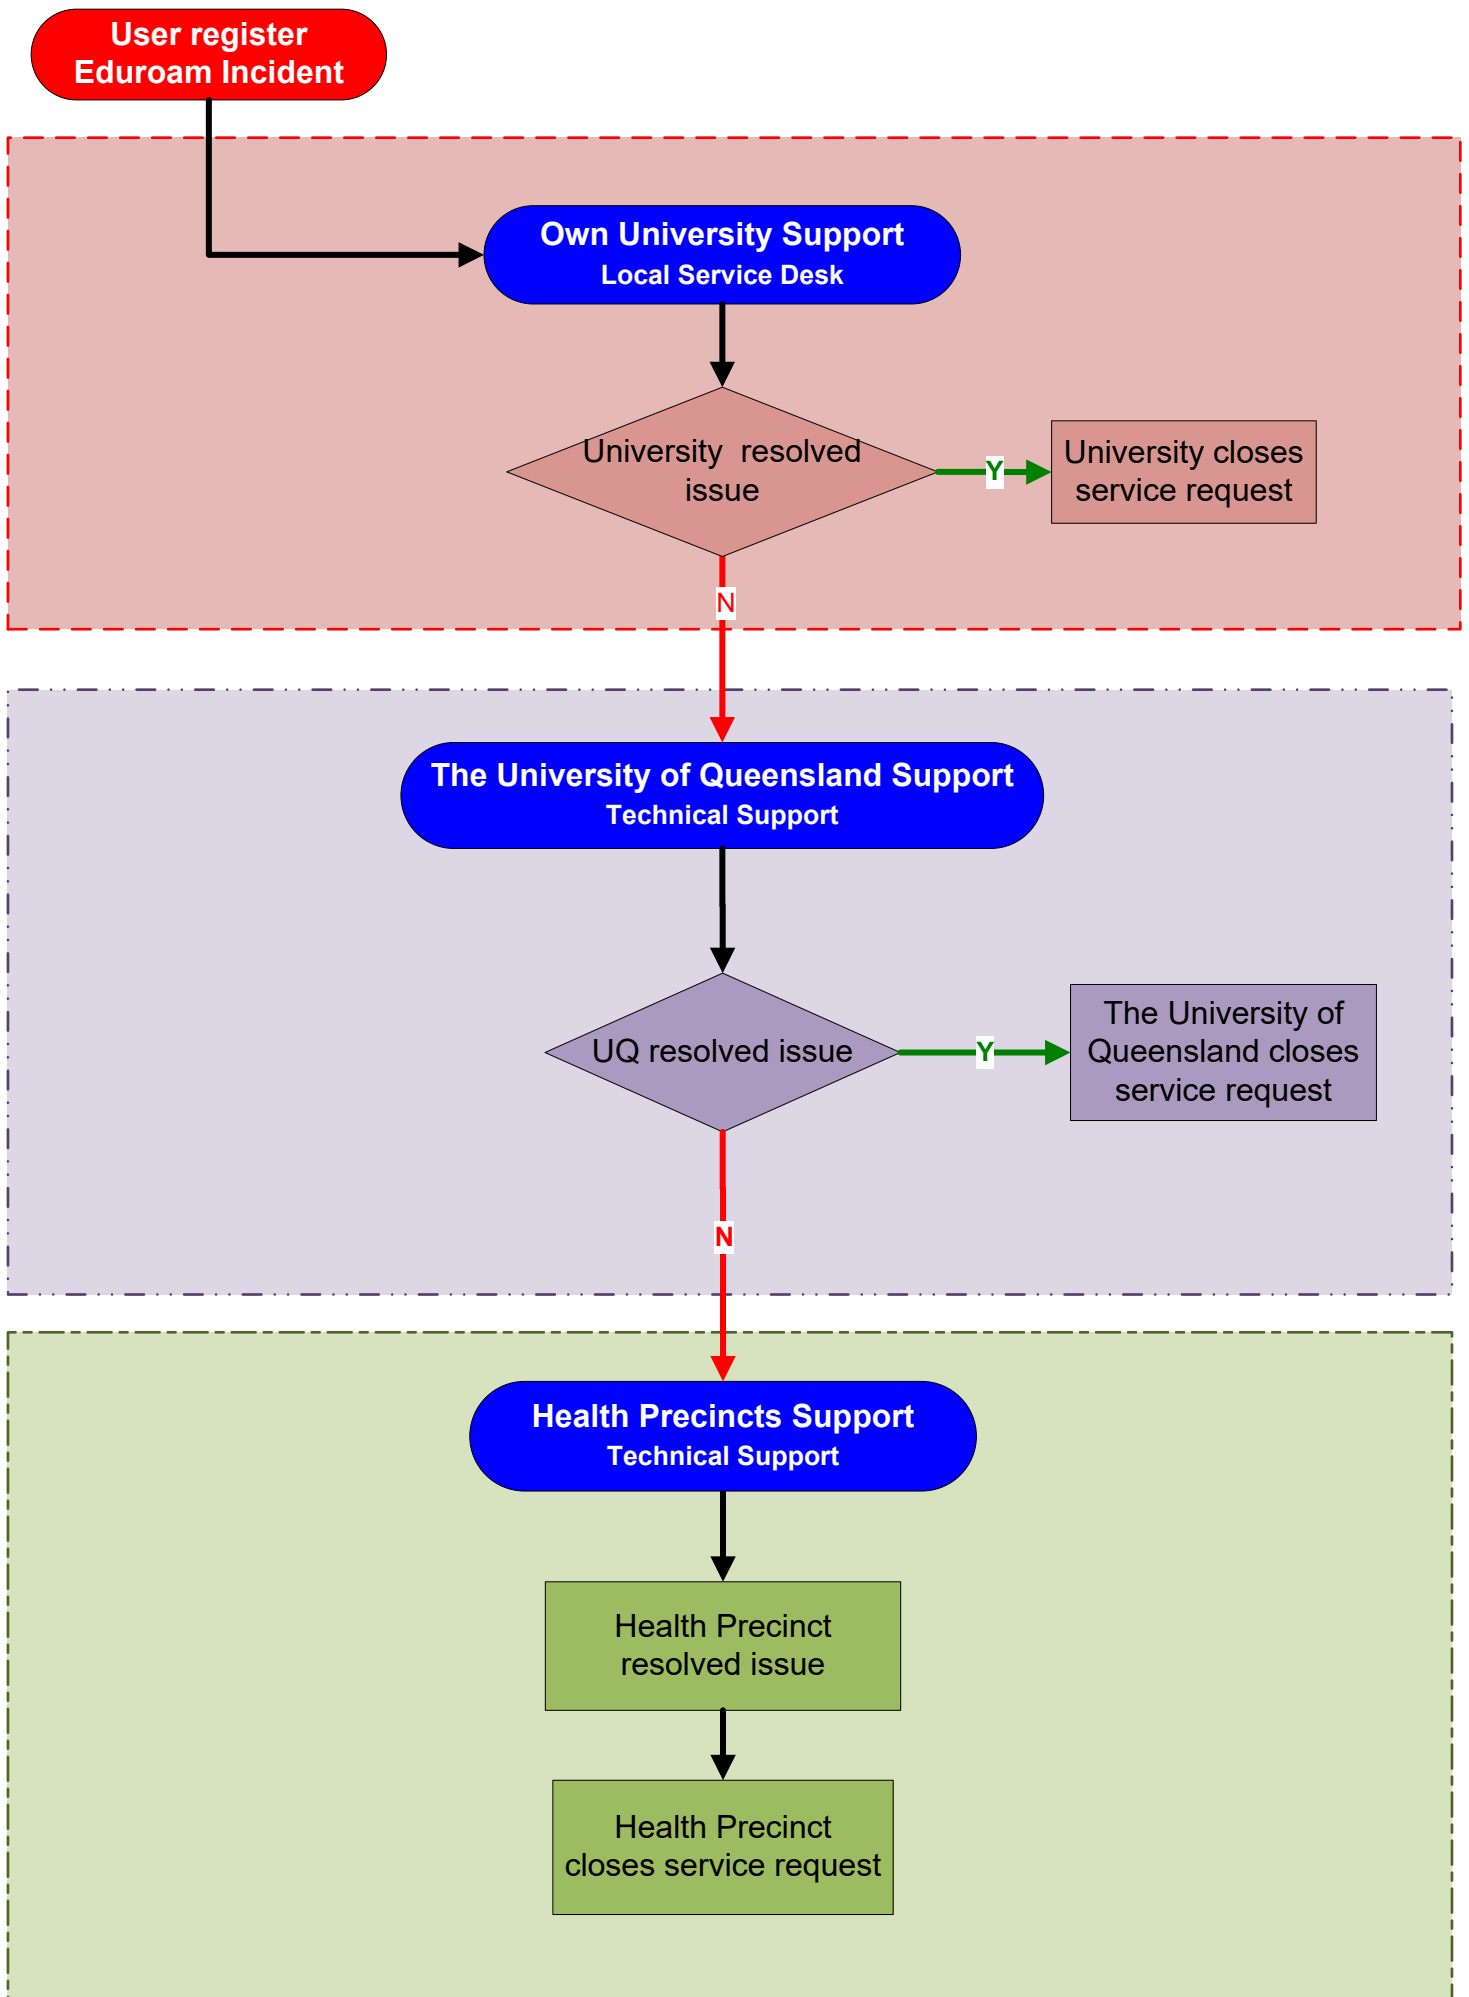 User register
Eduroam Incident
Own University Support
Local Service Desk
University resolved
issue
Y
University closes
service request
N
The University of Queensland Support
Technical Support
UQ resolved issue
Y
The University of
Queensland closes
service request
N
Health Precincts Support
Technical Support
Health Precinct
resolved issue
Health Precinct
closes service request